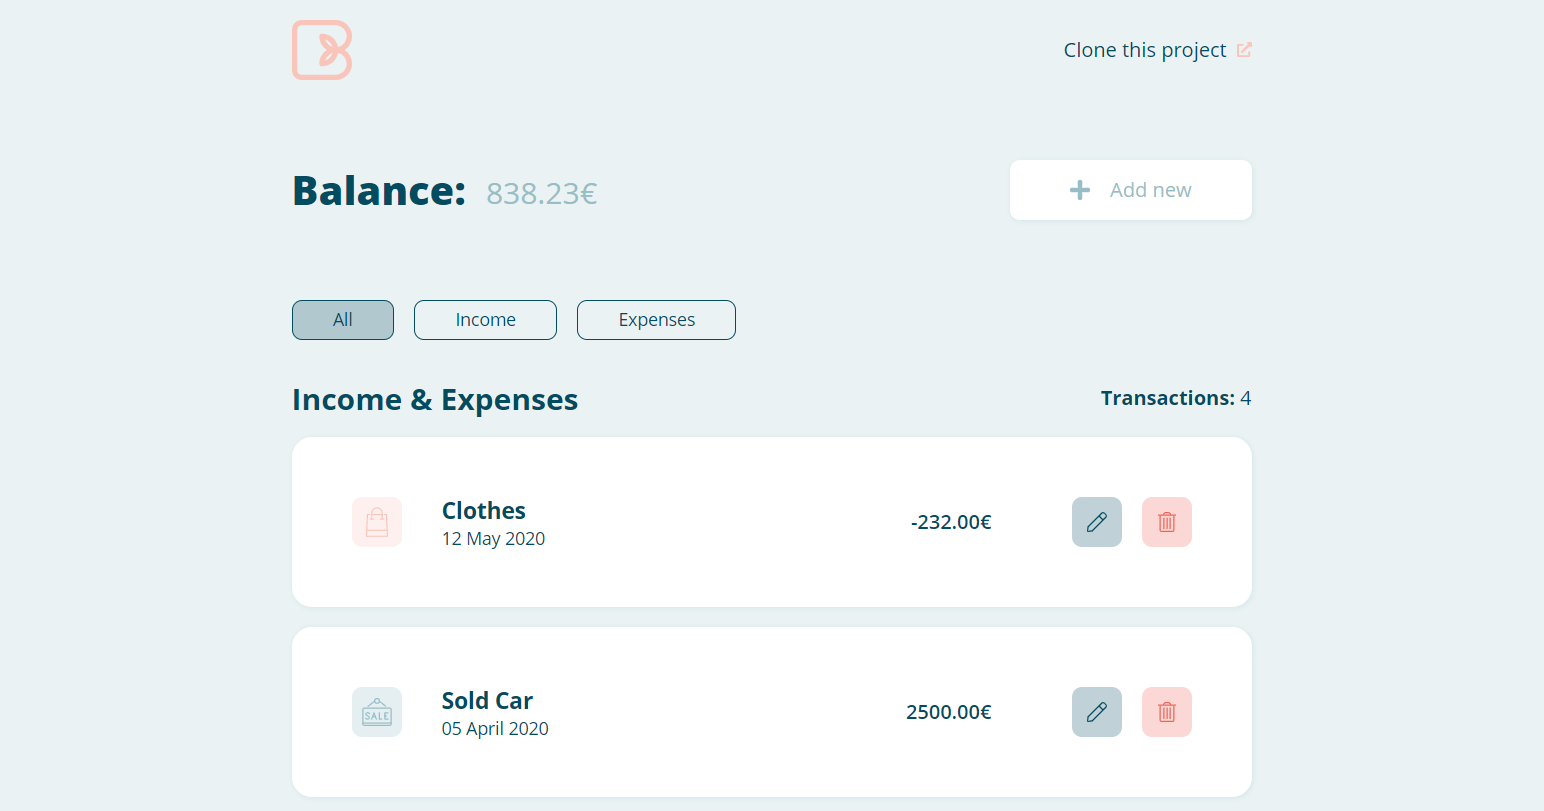 Clone this project
Balance: 838.23€
Add new
All
Income
Expenses
Income & Expenses
Transactions: 4
Clothes
12 May 2020
-232.00€
SALE
Sold Car
05 April 2020
2500.00€